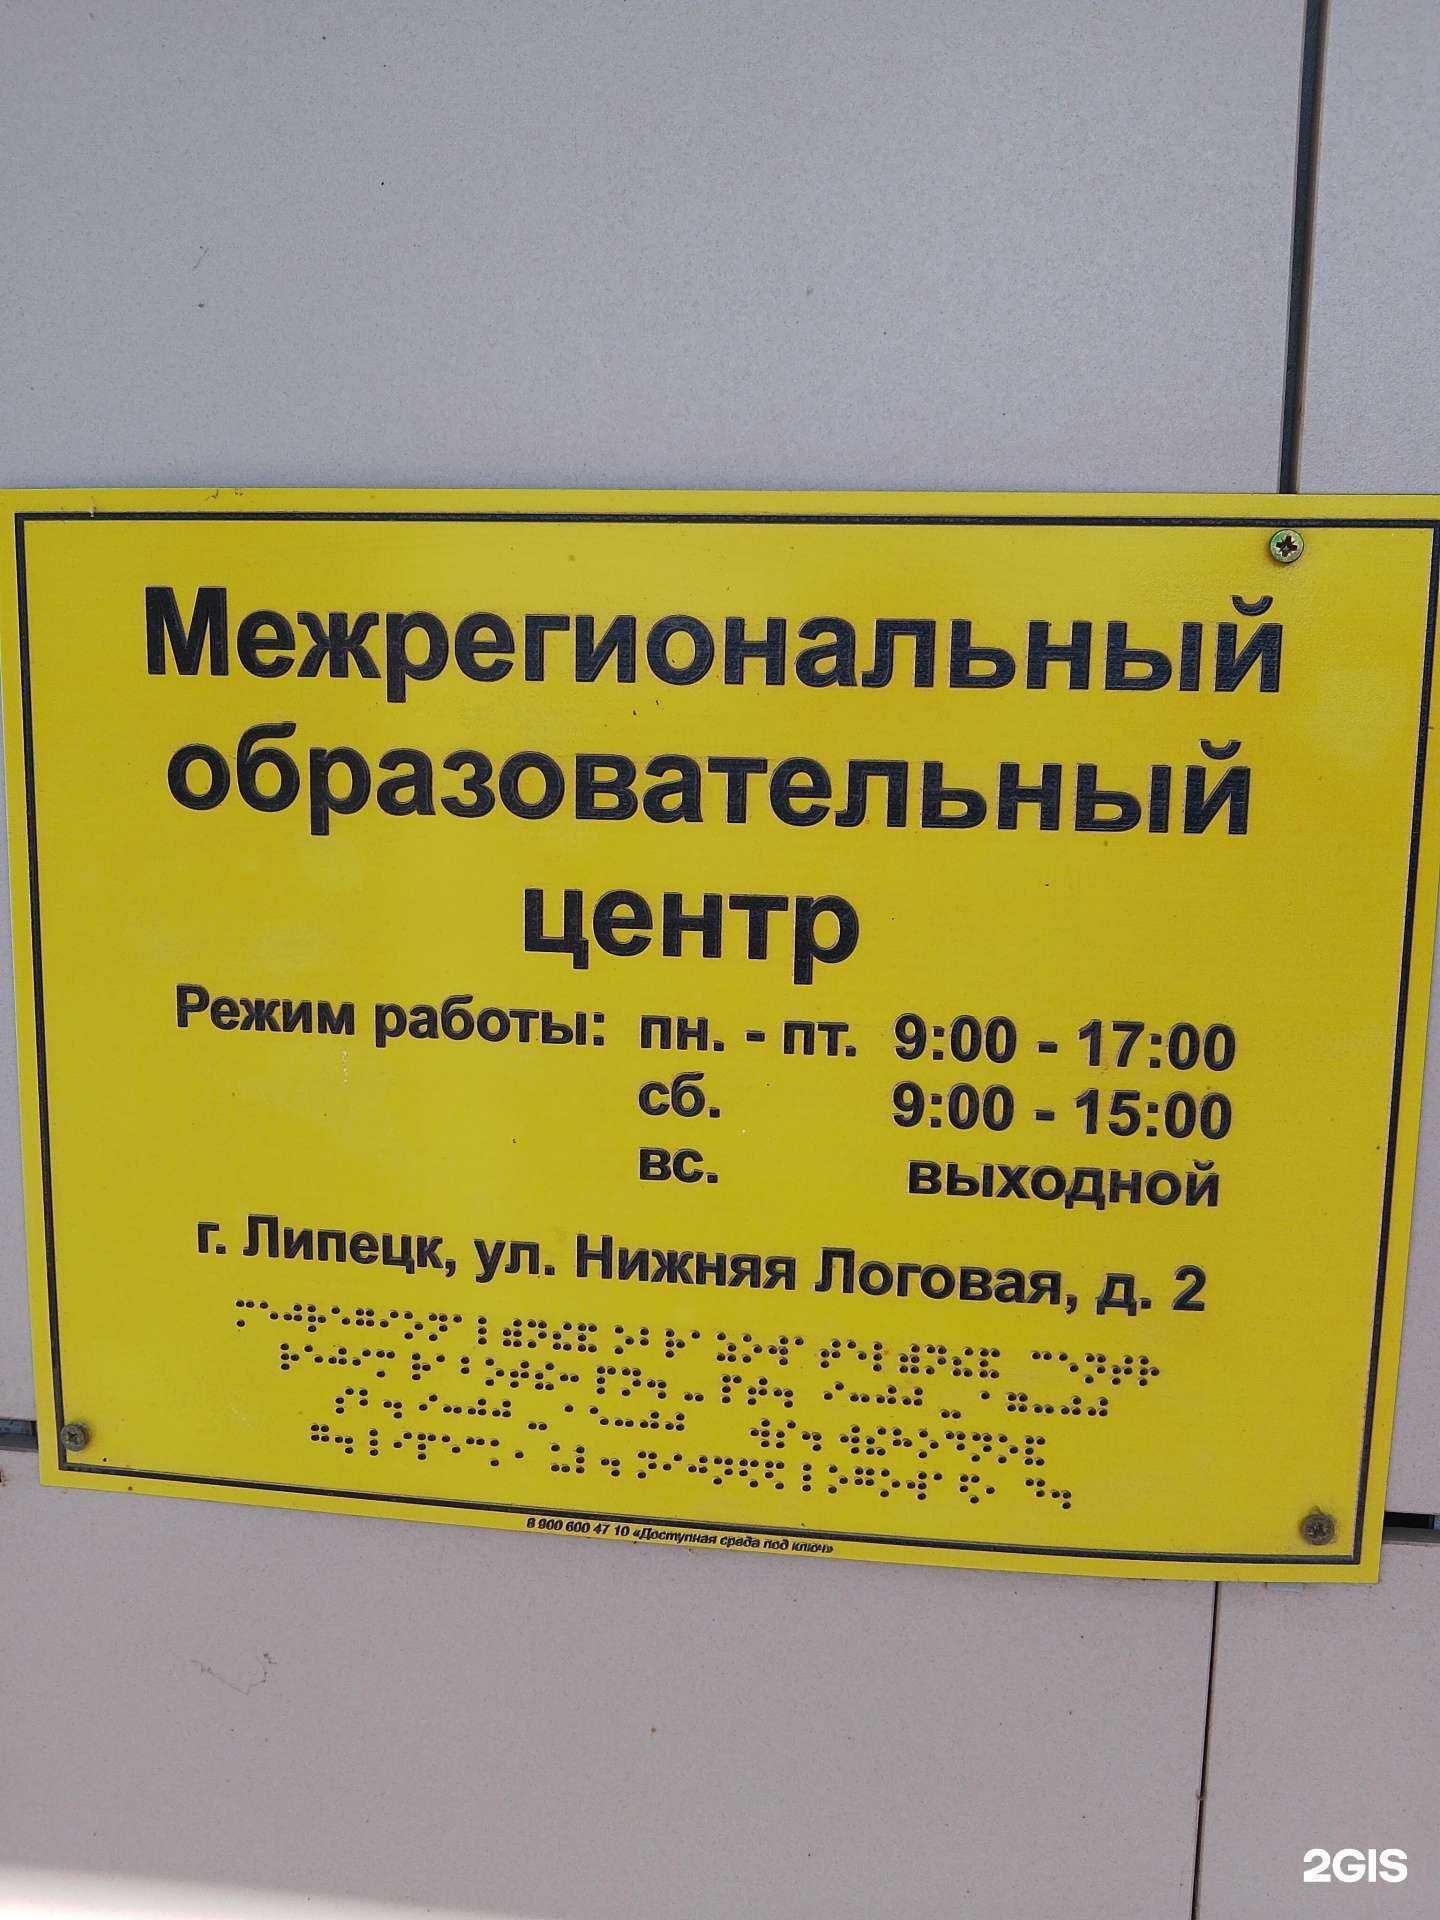 Межрегиональный
образовательный
центр
Режим работы: пн. - пт. 9:00 - 17:00
сб. 9:00 - 15:00
вс. выходной
г. Липецк, ул. Нижняя Логовая, д. 2
8 900 600 47 10 «Доступная среда под ключ»
2GIS